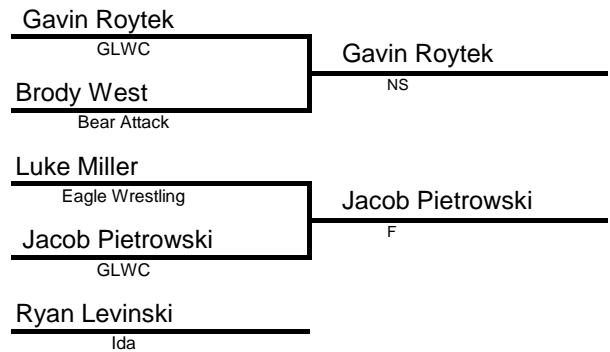 Gavin Roytek
GLWC
Gavin Roytek
NS
Brody West
Bear Attack
Luke Miller
Eagle Wrestling
Jacob Pietrowski
F
Jacob Pietrowski
GLWC
Ryan Levinski
Ida